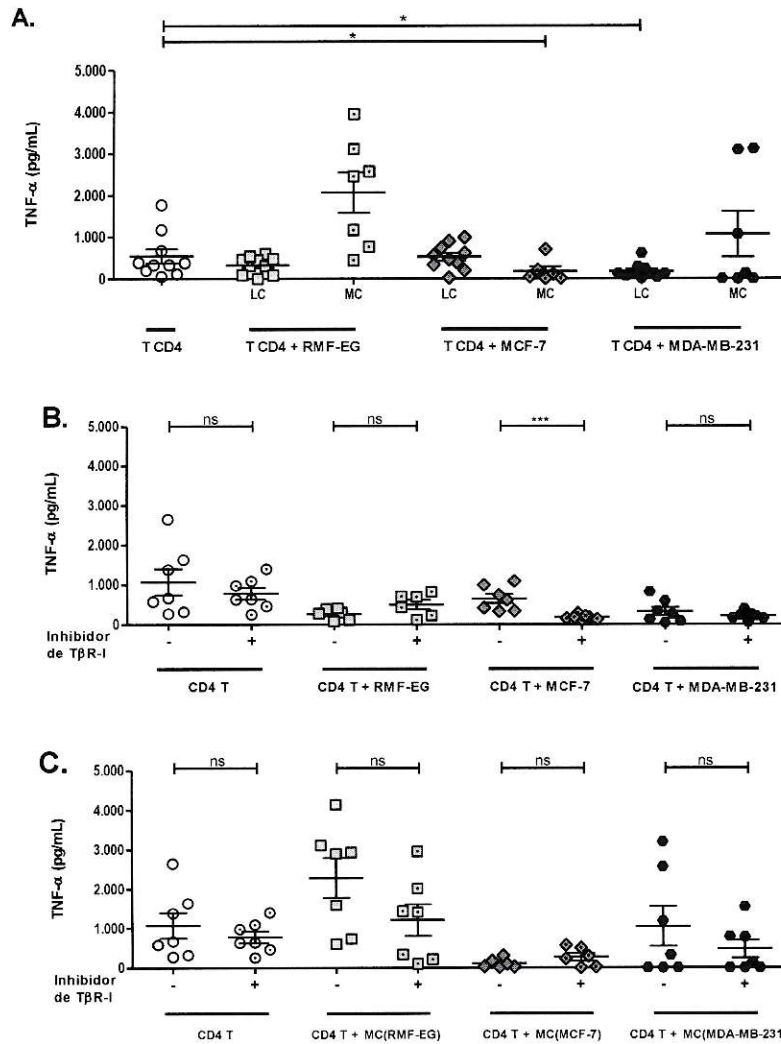 A.
*
*
TNF-α (pg/mL)
5.000
4.000
3.000
2.000
1.000
0
LC MC LC MC LC MC
T CD4 T CD4 + RMF-EG T CD4 + MCF-7 T CD4 + MDA-MB-231
B.
ns ns *** ns
TNF-α (pg/mL)
5.000
4.000
3.000
2.000
1.000
0
Inhibidor
de TβR-I
- + - + - + - +
CD4 T CD4 T + RMF-EG CD4 T + MCF-7 CD4 T + MDA-MB-231
C.
ns ns ns ns
TNF-α (pg/mL)
5.000
4.000
3.000
2.000
1.000
0
Inhibidor
de TβR-I
- + - + - + - +
CD4 T CD4 T + MC(RMF-EG) CD4 T + MC(MCF-7) CD4 T + MC(MDA-MB-231